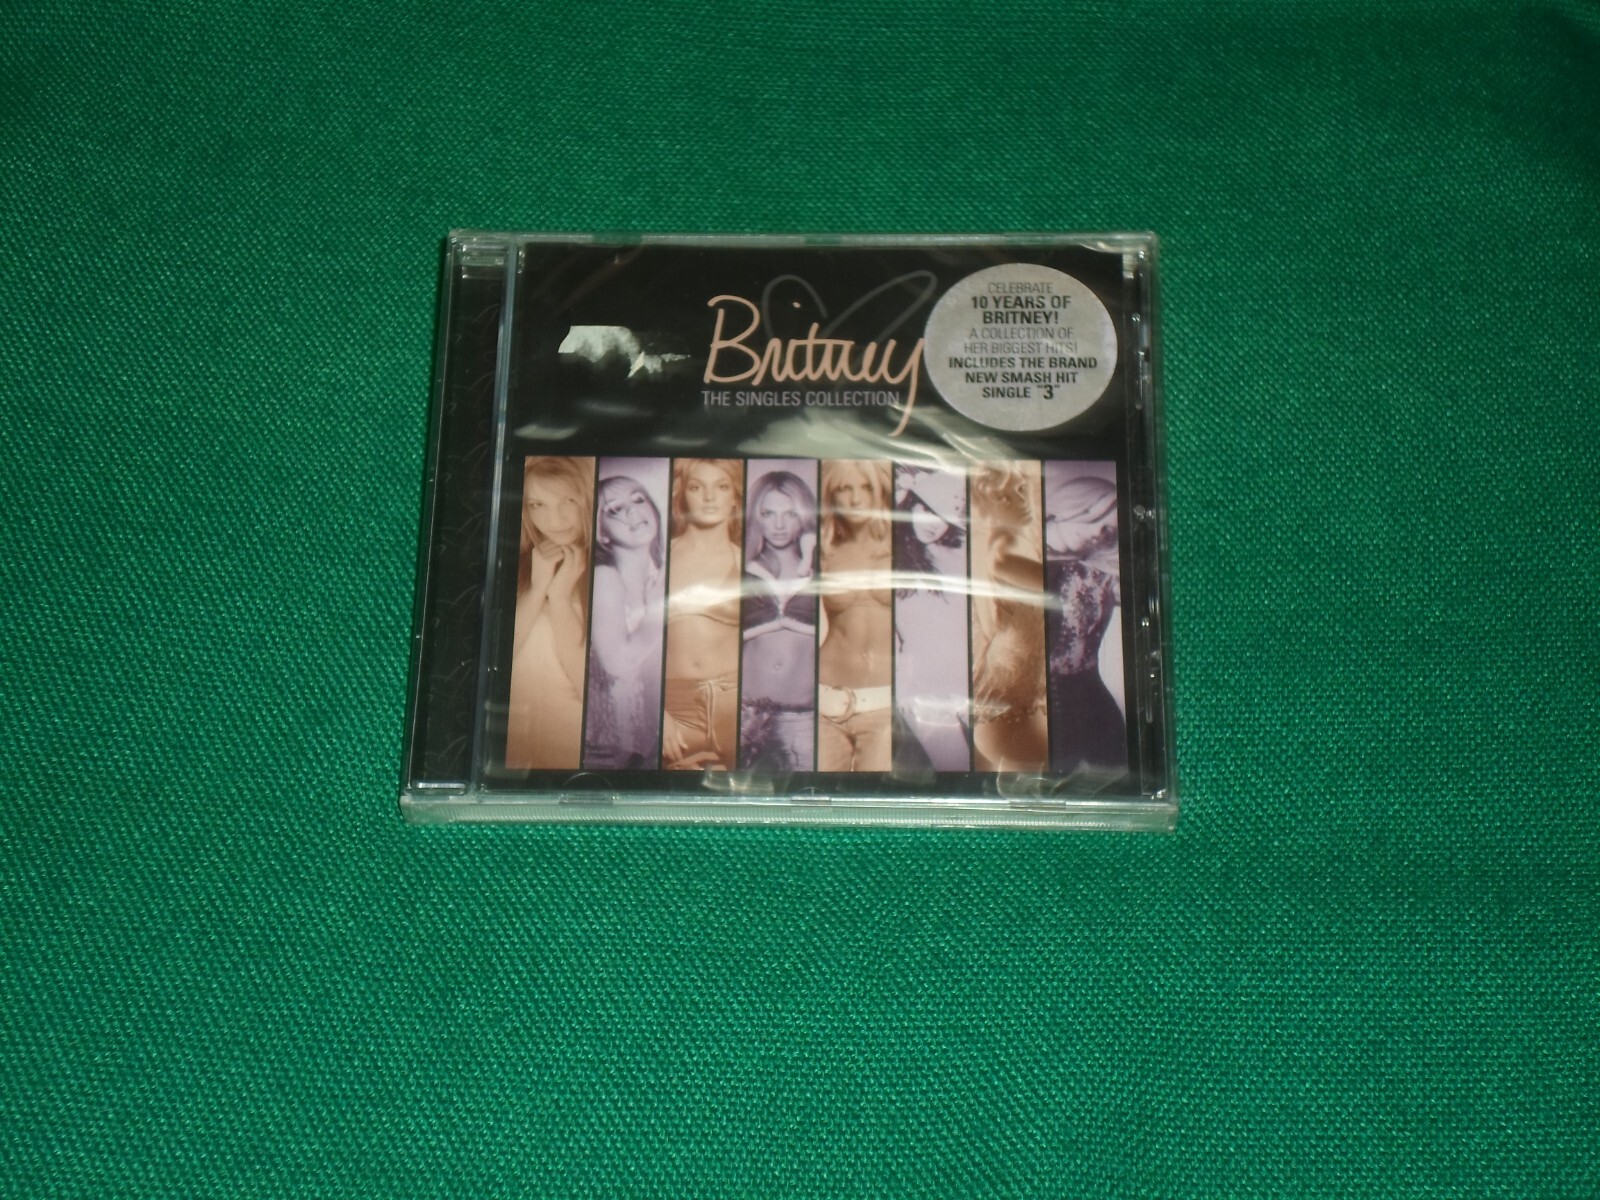 Britney
THE SINGLES COLLECTION
CELEBRATE
10 YEARS OF
BRITNEY!
A COLLECTION OF
HER BIGGEST HITS!
INCLUDES THE BRAND
NEW SMASH HIT
SINGLE "3"